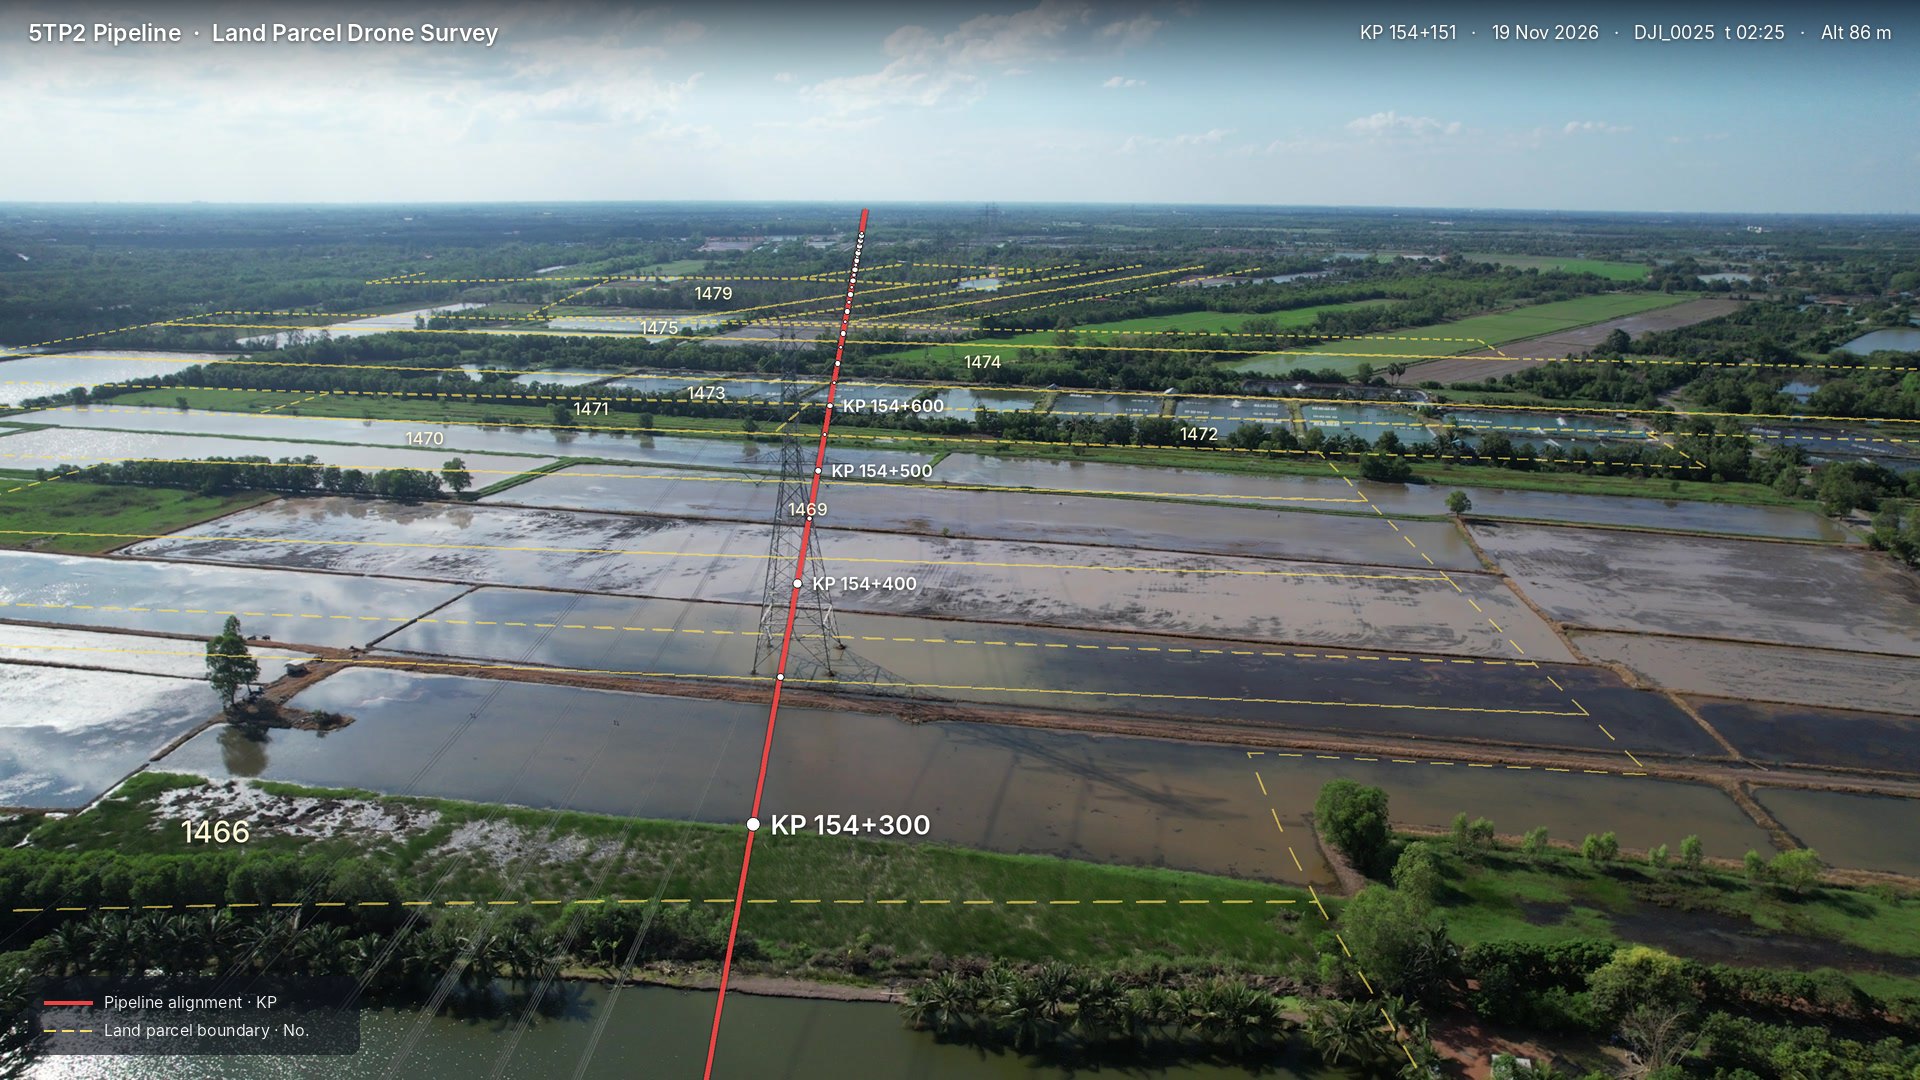 5TP2 Pipeline · Land Parcel Drone Survey
KP 154+151 · 19 Nov 2026 · DJI_0025 t 02:25 · Alt 86 m
1479
1475
1474
1473
1471
KP 154+600
1472
1470
KP 154+500
1469
KP 154+400
KP 154+300
1466
Pipeline alignment · KP
Land parcel boundary · No.